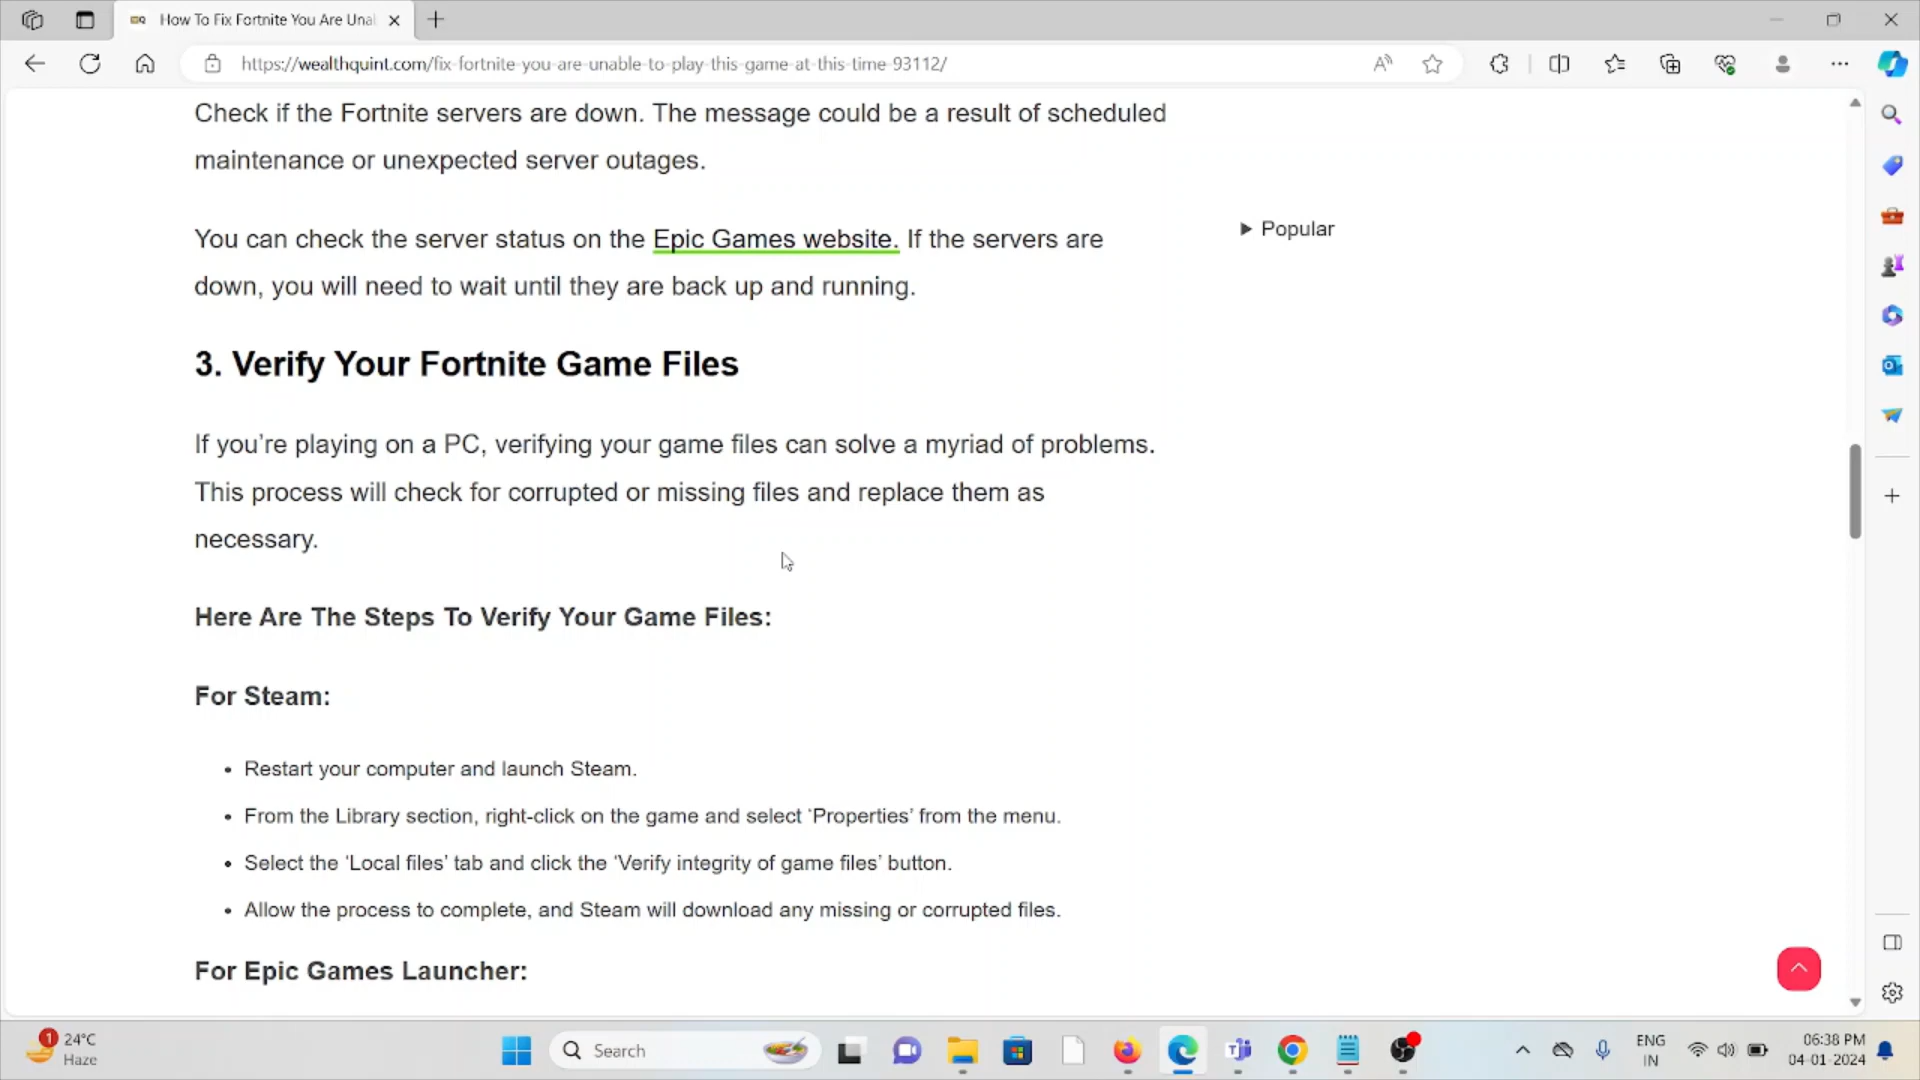 How To Fix Fortnite You Are Una
https://wealthquint.com/fix-fortnite-you-are-unable-to-play-this-game-at-this-time-93112/
Check if the Fortnite servers are down. The message could be a result of scheduled
maintenance or unexpected server outages.
You can check the server status on the Epic Games website. If the servers are
down, you will need to wait until they are back up and running.
Popular
3. Verify Your Fortnite Game Files
If you’re playing on a PC, verifying your game files can solve a myriad of problems.
This process will check for corrupted or missing files and replace them as
necessary.
Here Are The Steps To Verify Your Game Files:
For Steam:
• Restart your computer and launch Steam.
• From the Library section, right-click on the game and select ‘Properties’ from the menu.
• Select the ‘Local files’ tab and click the ‘Verify integrity of game files’ button.
• Allow the process to complete, and Steam will download any missing or corrupted files.
For Epic Games Launcher:
1
24°C
Haze
Search
ENG
IN
06:38 PM
04-01-2024